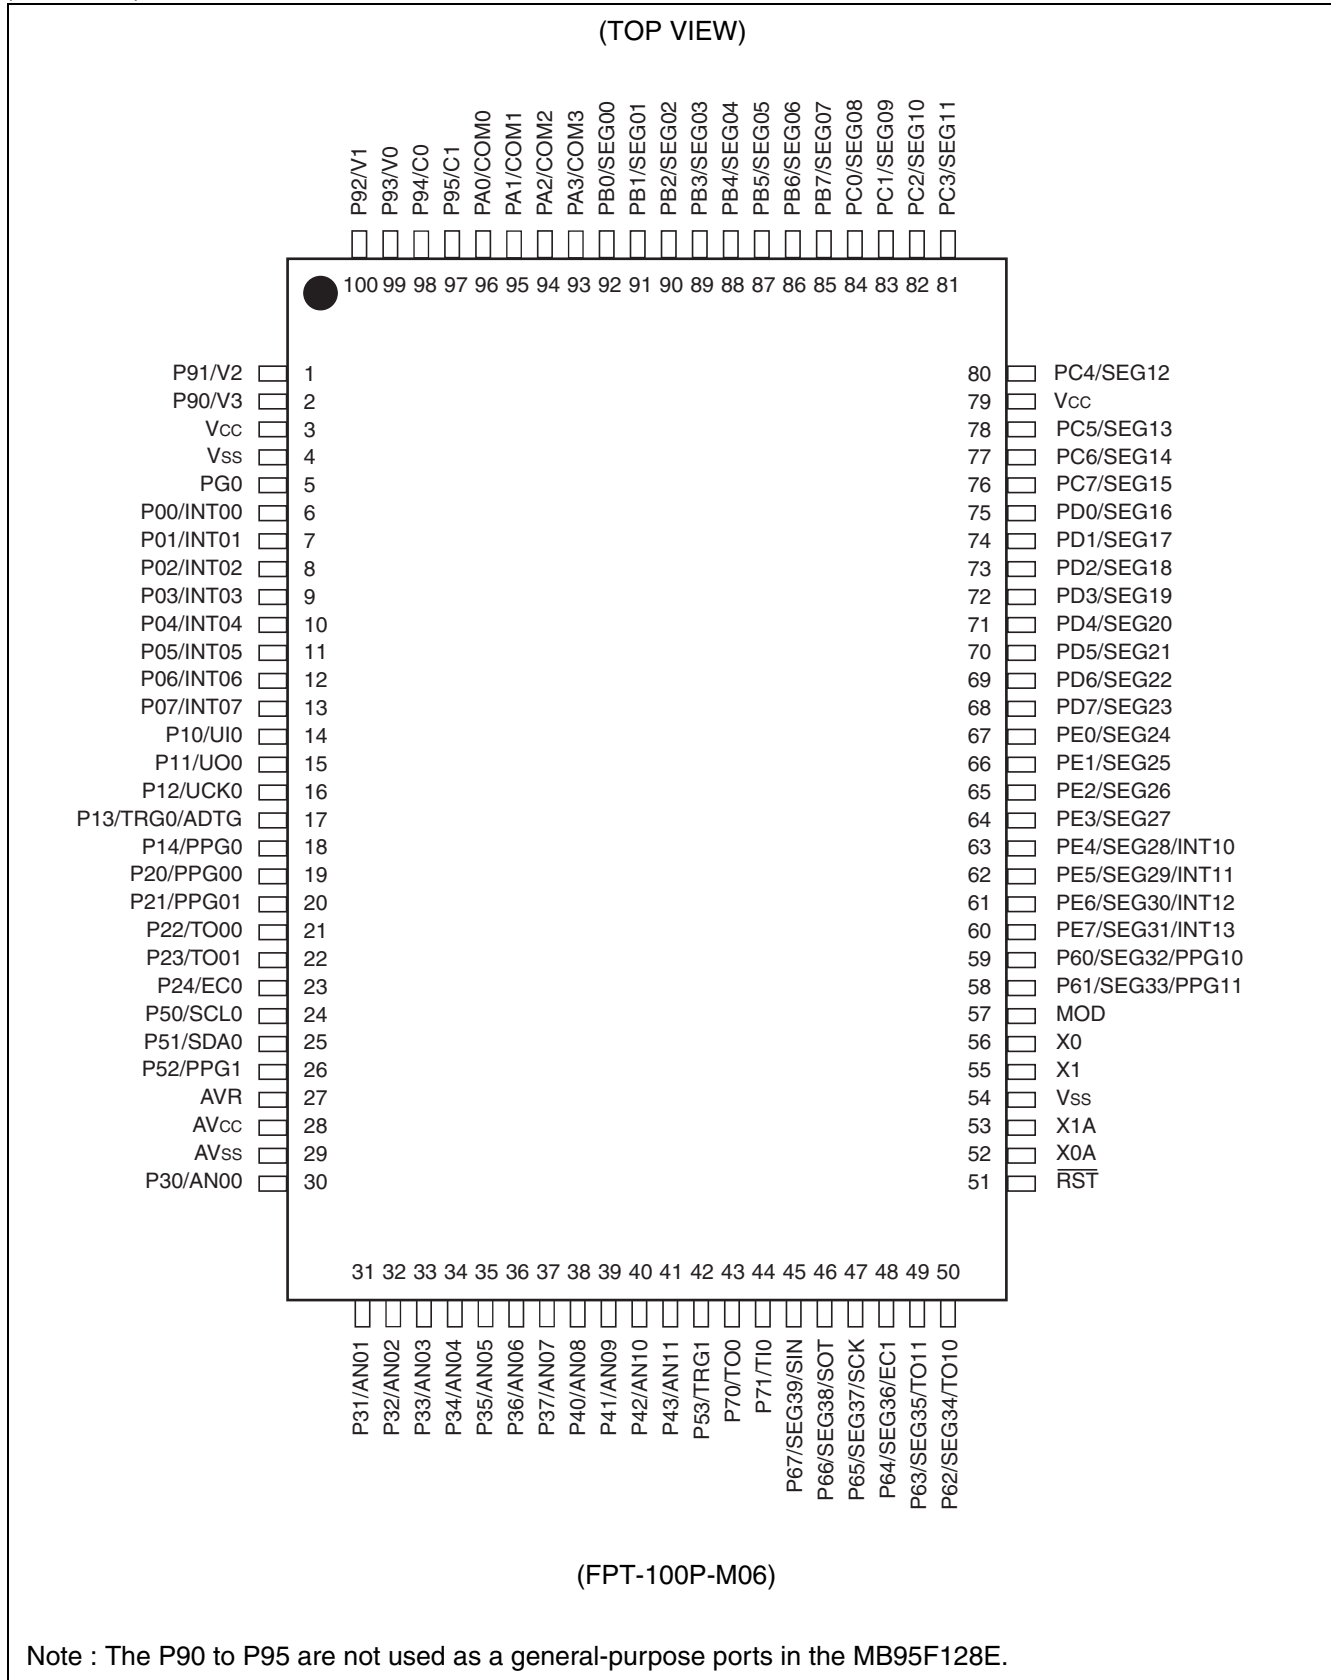 (TOP VIEW)
P92/V1
P93/V0
P94/C0
P95/C1
PA0/COM0
PA1/COM1
PA2/COM2
PA3/COM3
PB0/SEG00
PB1/SEG01
PB2/SEG02
PB3/SEG03
PB4/SEG04
PB5/SEG05
PB6/SEG06
PB7/SEG07
PC0/SEG08
PC1/SEG09
PC2/SEG10
PC3/SEG11
100 99 98 97 96 95 94 93 92 91 90 89 88 87 86 85 84 83 82 81
P91/V2 1 80 PC4/SEG12
P90/V3 2 79 Vcc
Vcc 3 78 PC5/SEG13
Vss 4 77 PC6/SEG14
PG0 5 76 PC7/SEG15
P00/INT00 6 75 PD0/SEG16
P01/INT01 7 74 PD1/SEG17
P02/INT02 8 73 PD2/SEG18
P03/INT03 9 72 PD3/SEG19
P04/INT04 10 71 PD4/SEG20
P05/INT05 11 70 PD5/SEG21
P06/INT06 12 69 PD6/SEG22
P07/INT07 13 68 PD7/SEG23
P10/UI0 14 67 PE0/SEG24
P11/UO0 15 66 PE1/SEG25
P12/UCK0 16 65 PE2/SEG26
P13/TRG0/ADTG 17 64 PE3/SEG27
P14/PPG0 18 63 PE4/SEG28/INT10
P20/PPG00 19 62 PE5/SEG29/INT11
P21/PPG01 20 61 PE6/SEG30/INT12
P22/TO00 21 60 PE7/SEG31/INT13
P23/TO01 22 59 P60/SEG32/PPG10
P24/EC0 23 58 P61/SEG33/PPG11
P50/SCL0 24 57 MOD
P51/SDA0 25 56 X0
P52/PPG1 26 55 X1
AVR 27 54 Vss
AVcc 28 53 X1A
AVss 29 52 X0A
P30/AN00 30 51 RST
31 32 33 34 35 36 37 38 39 40 41 42 43 44 45 46 47 48 49 50
P31/AN01
P32/AN02
P33/AN03
P34/AN04
P35/AN05
P36/AN06
P37/AN07
P40/AN08
P41/AN09
P42/AN10
P43/AN11
P53/TRG1
P70/TO0
P71/TI0
P67/SEG39/SIN
P66/SEG38/SOT
P65/SEG37/SCK
P64/SEG36/EC1
P63/SEG35/TO11
P62/SEG34/TO10
(FPT-100P-M06)
Note : The P90 to P95 are not used as a general-purpose ports in the MB95F128E.